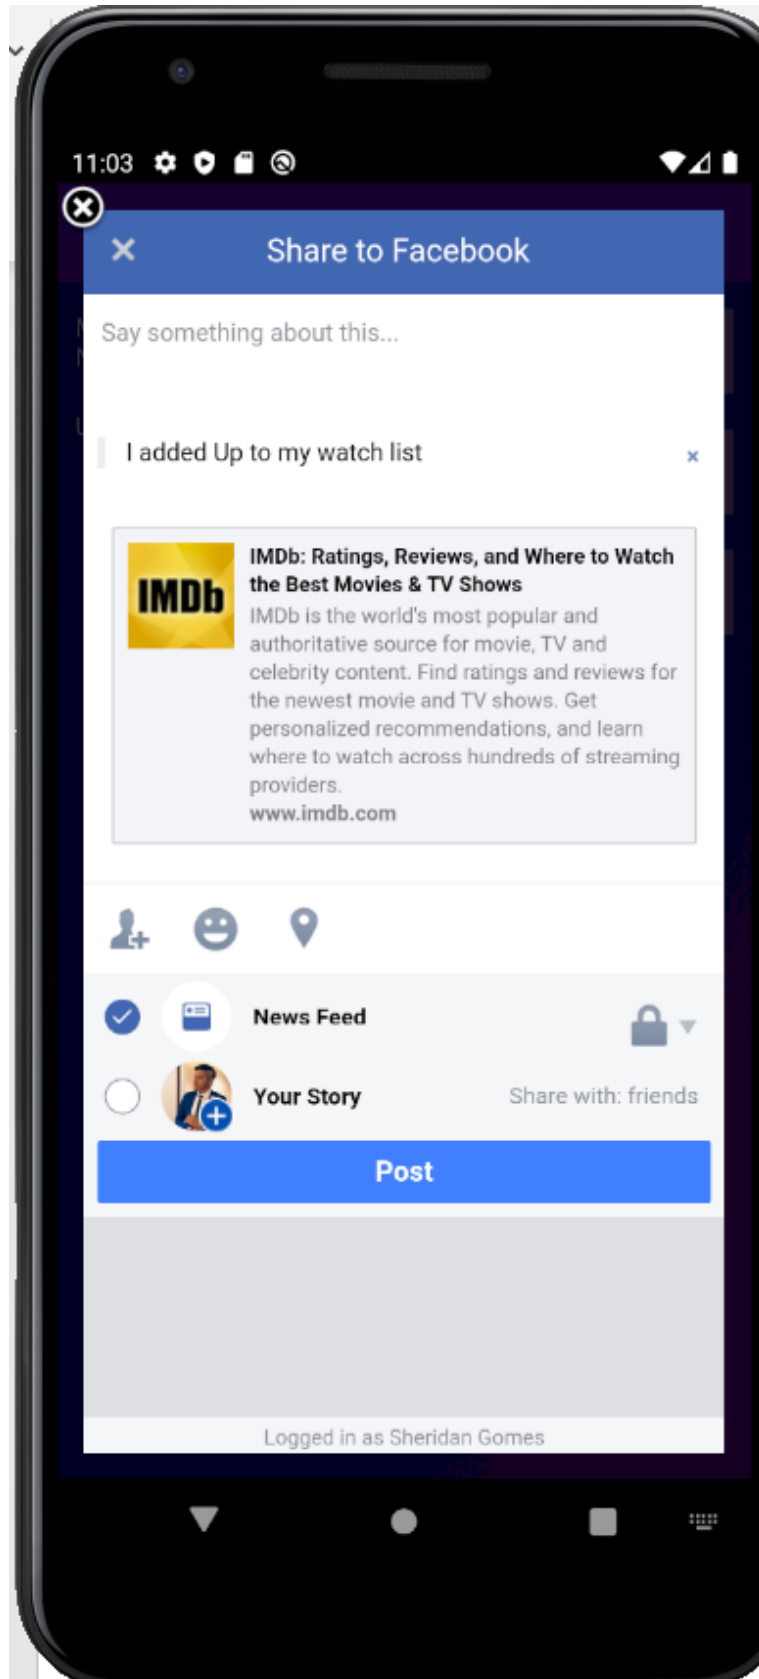 11:03
Share to Facebook
Say something about this...
I added Up to my watch list
IMDb
IMDb: Ratings, Reviews, and Where to Watch
the Best Movies & TV Shows
IMDb is the world's most popular and
authoritative source for movie, TV and
celebrity content. Find ratings and reviews for
the newest movie and TV shows. Get
personalized recommendations, and learn
where to watch across hundreds of streaming
providers.
www.imdb.com
News Feed
Your Story
Share with: friends
Post
Logged in as Sheridan Gomes